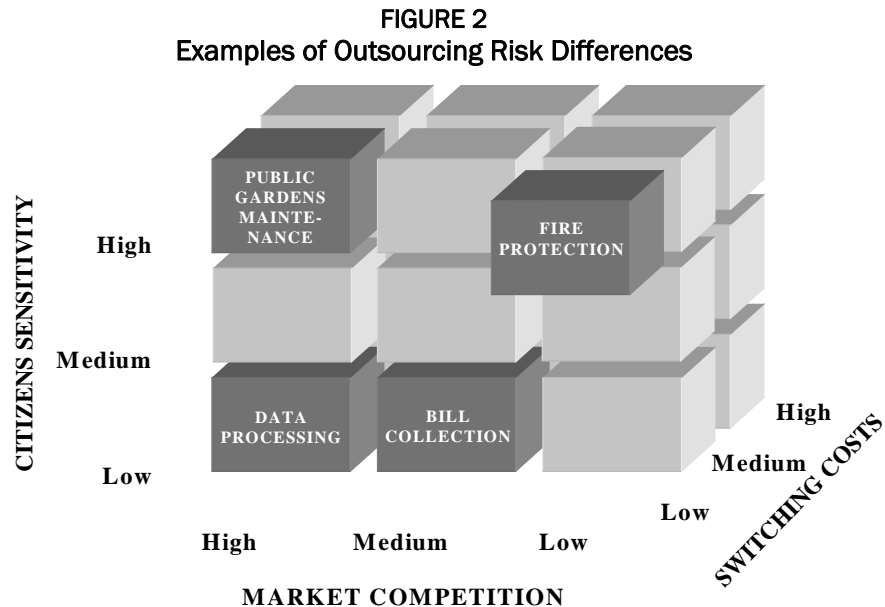 FIGURE 2
Examples of Outsourcing Risk Differences
CITIZENS SENSITIVITY
High
Medium
Low
PUBLIC
GARDENS
MAINTE-
NANCE
FIRE
PROTECTION
DATA
PROCESSING
BILL
COLLECTION
High
Medium
Low
SWITCHING COSTS
High
Medium
Low
MARKET COMPETITION